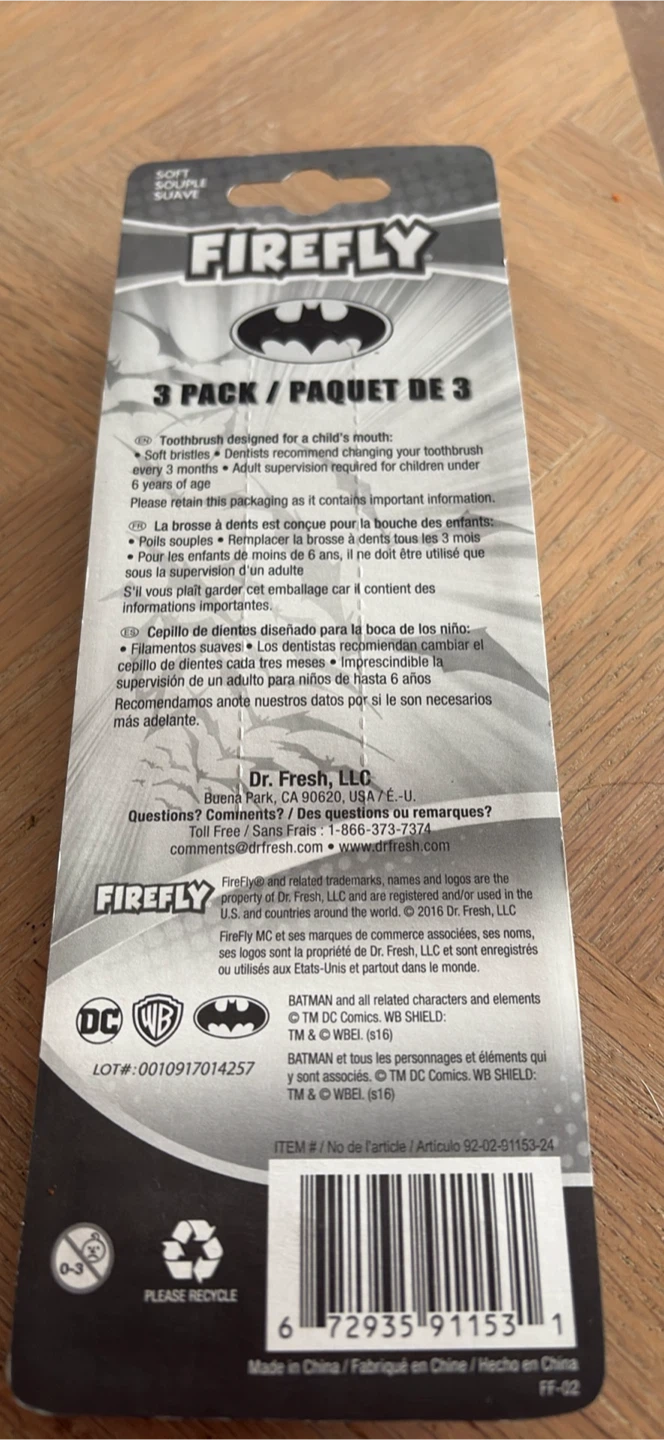 SOFT
SOUPLE
SUAVE
FIREFLY
3 PACK / PAQUET DE 3
EN Toothbrush designed for a child's mouth:
• Soft bristles • Dentists recommend changing your toothbrush
every 3 months • Adult supervision required for children under
6 years of age
Please retain this packaging as it contains important information.
FR La brosse à dents est conçue pour la bouche des enfants:
• Poils souples • Remplacer la brosse à dents tous les 3 mois
• Pour les enfants de moins de 6 ans, il ne doit être utilisé que
sous la supervision d'un adulte
S'il vous plaît garder cet emballage car il contient des
informations importantes.
ES Cepillo de dientes diseñado para la boca de los niño:
• Filamentos suaves • Los dentistas recomiendan cambiar el
cepillo de dientes cada tres meses • Imprescindible la
supervisión de un adulto para niños de hasta 6 años
Recomendamos anote nuestros datos por si le son necesarios
más adelante.
Dr. Fresh, LLC
Buena Park, CA 90620, USA / É.-U.
Questions? Comments? / Des questions ou remarques?
Toll Free / Sans Frais : 1-866-373-7374
comments@drfresh.com • www.drfresh.com
FIREFLY
FireFly® and related trademarks, names and logos are the
property of Dr. Fresh, LLC and are registered and/or used in the
U.S. and countries around the world. © 2016 Dr. Fresh, LLC
FireFly MC et ses marques de commerce associées, ses noms,
ses logos sont la propriété de Dr. Fresh, LLC et sont enregistrés
ou utilisés aux Etats-Unis et partout dans le monde.
DC WB
BATMAN and all related characters and elements
© TM DC Comics. WB SHIELD:
TM & © WBEI. (s16)
BATMAN et tous les personnages et éléments qui
y sont associés. © TM DC Comics. WB SHIELD:
TM & © WBEI. (s16)
LOT#:0010917014257
ITEM # / No de l'article / Articulo 92-02-91153-24
0-3
PLEASE RECYCLE
6 72935 91153 1
Made in China / Fabriqué en Chine / Hecho en China
FF-02